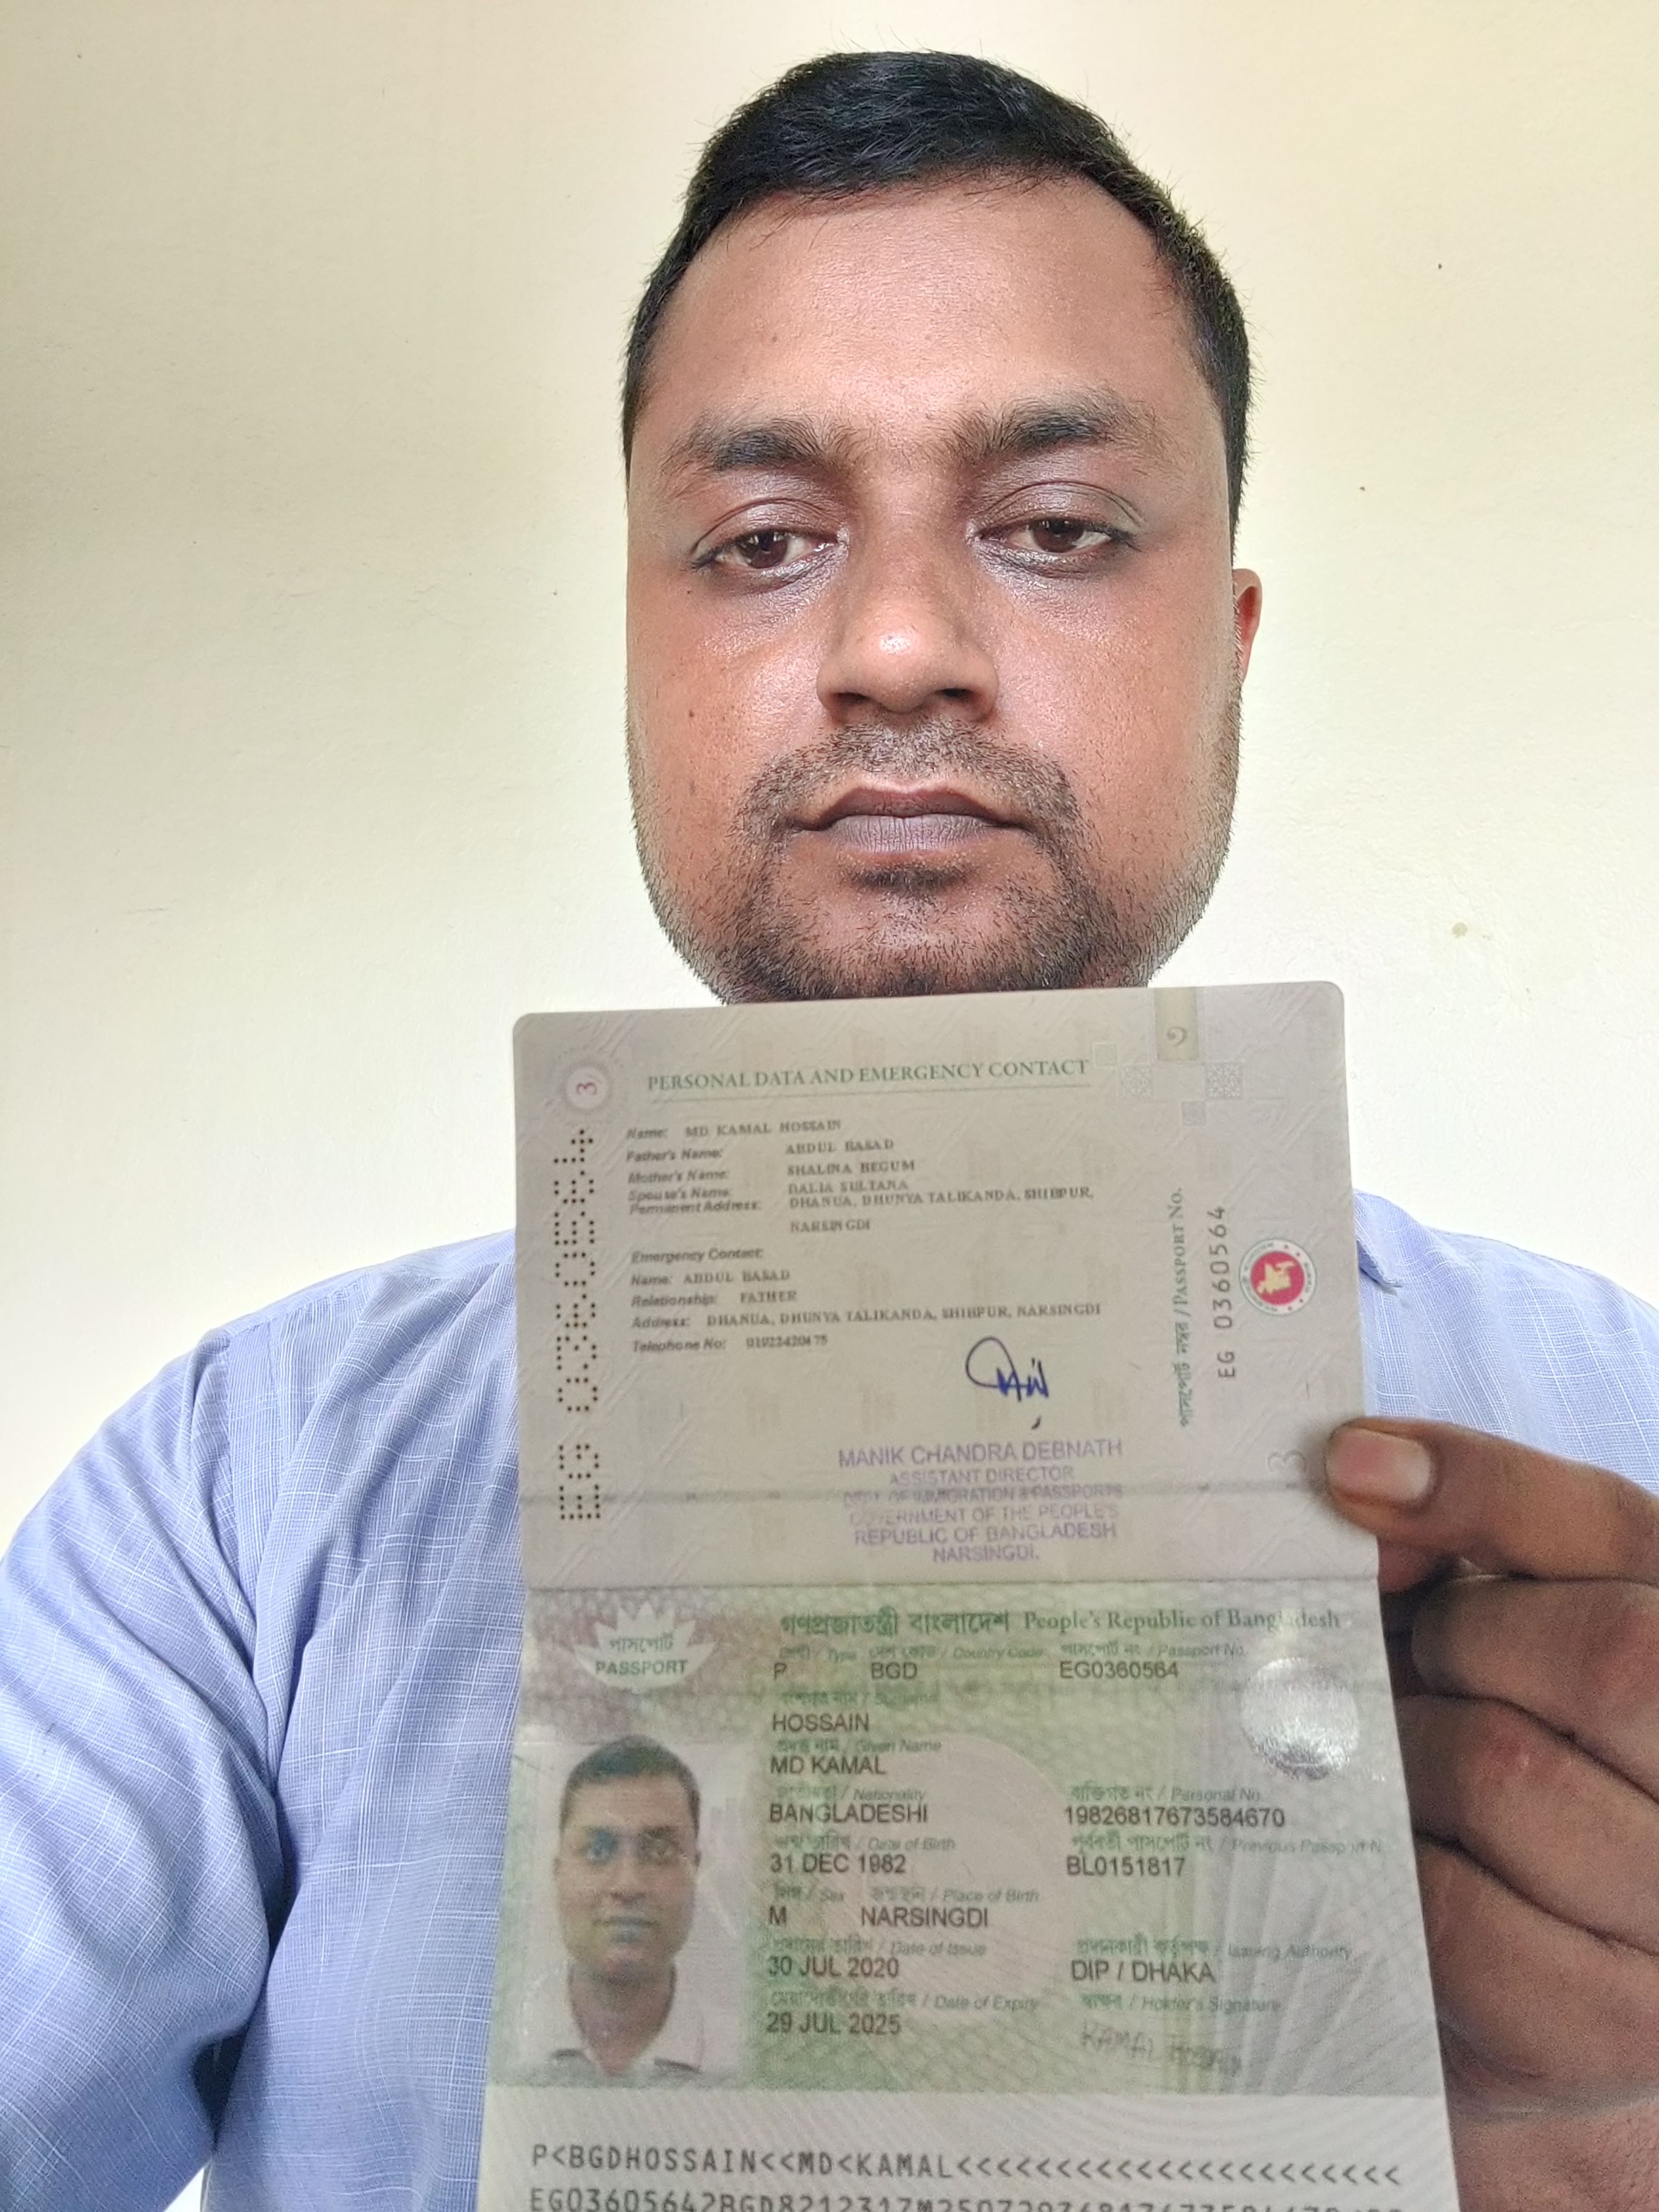 PERSONAL DATA AND EMERGENCY CONTACT
3
Name: MD KAMAL HOSSAIN
Father's Name: ABDUL BASAD
Mother's Name: SHALINA BEGUM
Spouse's Name: DALIA SULTANA
Permanent Address: DHANUA, DHUNYA TALIKANDA, SHIBPUR,
NARSINGDI
Emergency Contact:
Name: ABDUL BASAD
Relationship: FATHER
Address: DHANUA, DHUNYA TALIKANDA, SHIBPUR, NARSINGDI
Telephone No:
EG 0360564
পাসপোর্ট নম্বর / PASSPORT No.
EG 0360564
3
MANIK CHANDRA DEBNATH
ASSISTANT DIRECTOR
DEPT. OF IMMIGRATION & PASSPORTS
GOVERNMENT OF THE PEOPLE'S
REPUBLIC OF BANGLADESH
NARSINGDI.
পাসপোর্ট
PASSPORT
গণপ্রজাতন্ত্রী বাংলাদেশ People's Republic of Bangladesh
শ্রেণী / Type দেশ কোড / Country Code পাসপোর্ট নং / Passport No.
P BGD EG0360564
বংশগত নাম / Surname
HOSSAIN
প্রদত্ত নাম / Given Name
MD KAMAL
জাতীয়তা / Nationality ব্যক্তিগত নং / Personal No.
BANGLADESHI 19826817673584670
জন্ম তারিখ / Date of Birth পূর্ববর্তী পাসপোর্ট নং / Previous Passport N
31 DEC 1982 BL0151817
লিঙ্গ / Sex জন্মস্থান / Place of Birth
M NARSINGDI
প্রদানের তারিখ / Date of Issue প্রদানকারী কর্তৃপক্ষ / Issuing Authority
30 JUL 2020 DIP / DHAKA
মেয়াদোত্তীর্ণের তারিখ / Date of Expiry স্বাক্ষর / Holder's Signature
29 JUL 2025 KAMAL HOSSAIN
P<BGDHOSSAIN<<MD<KAMAL<<<<<<<<<<<<<<<<<<<<<<